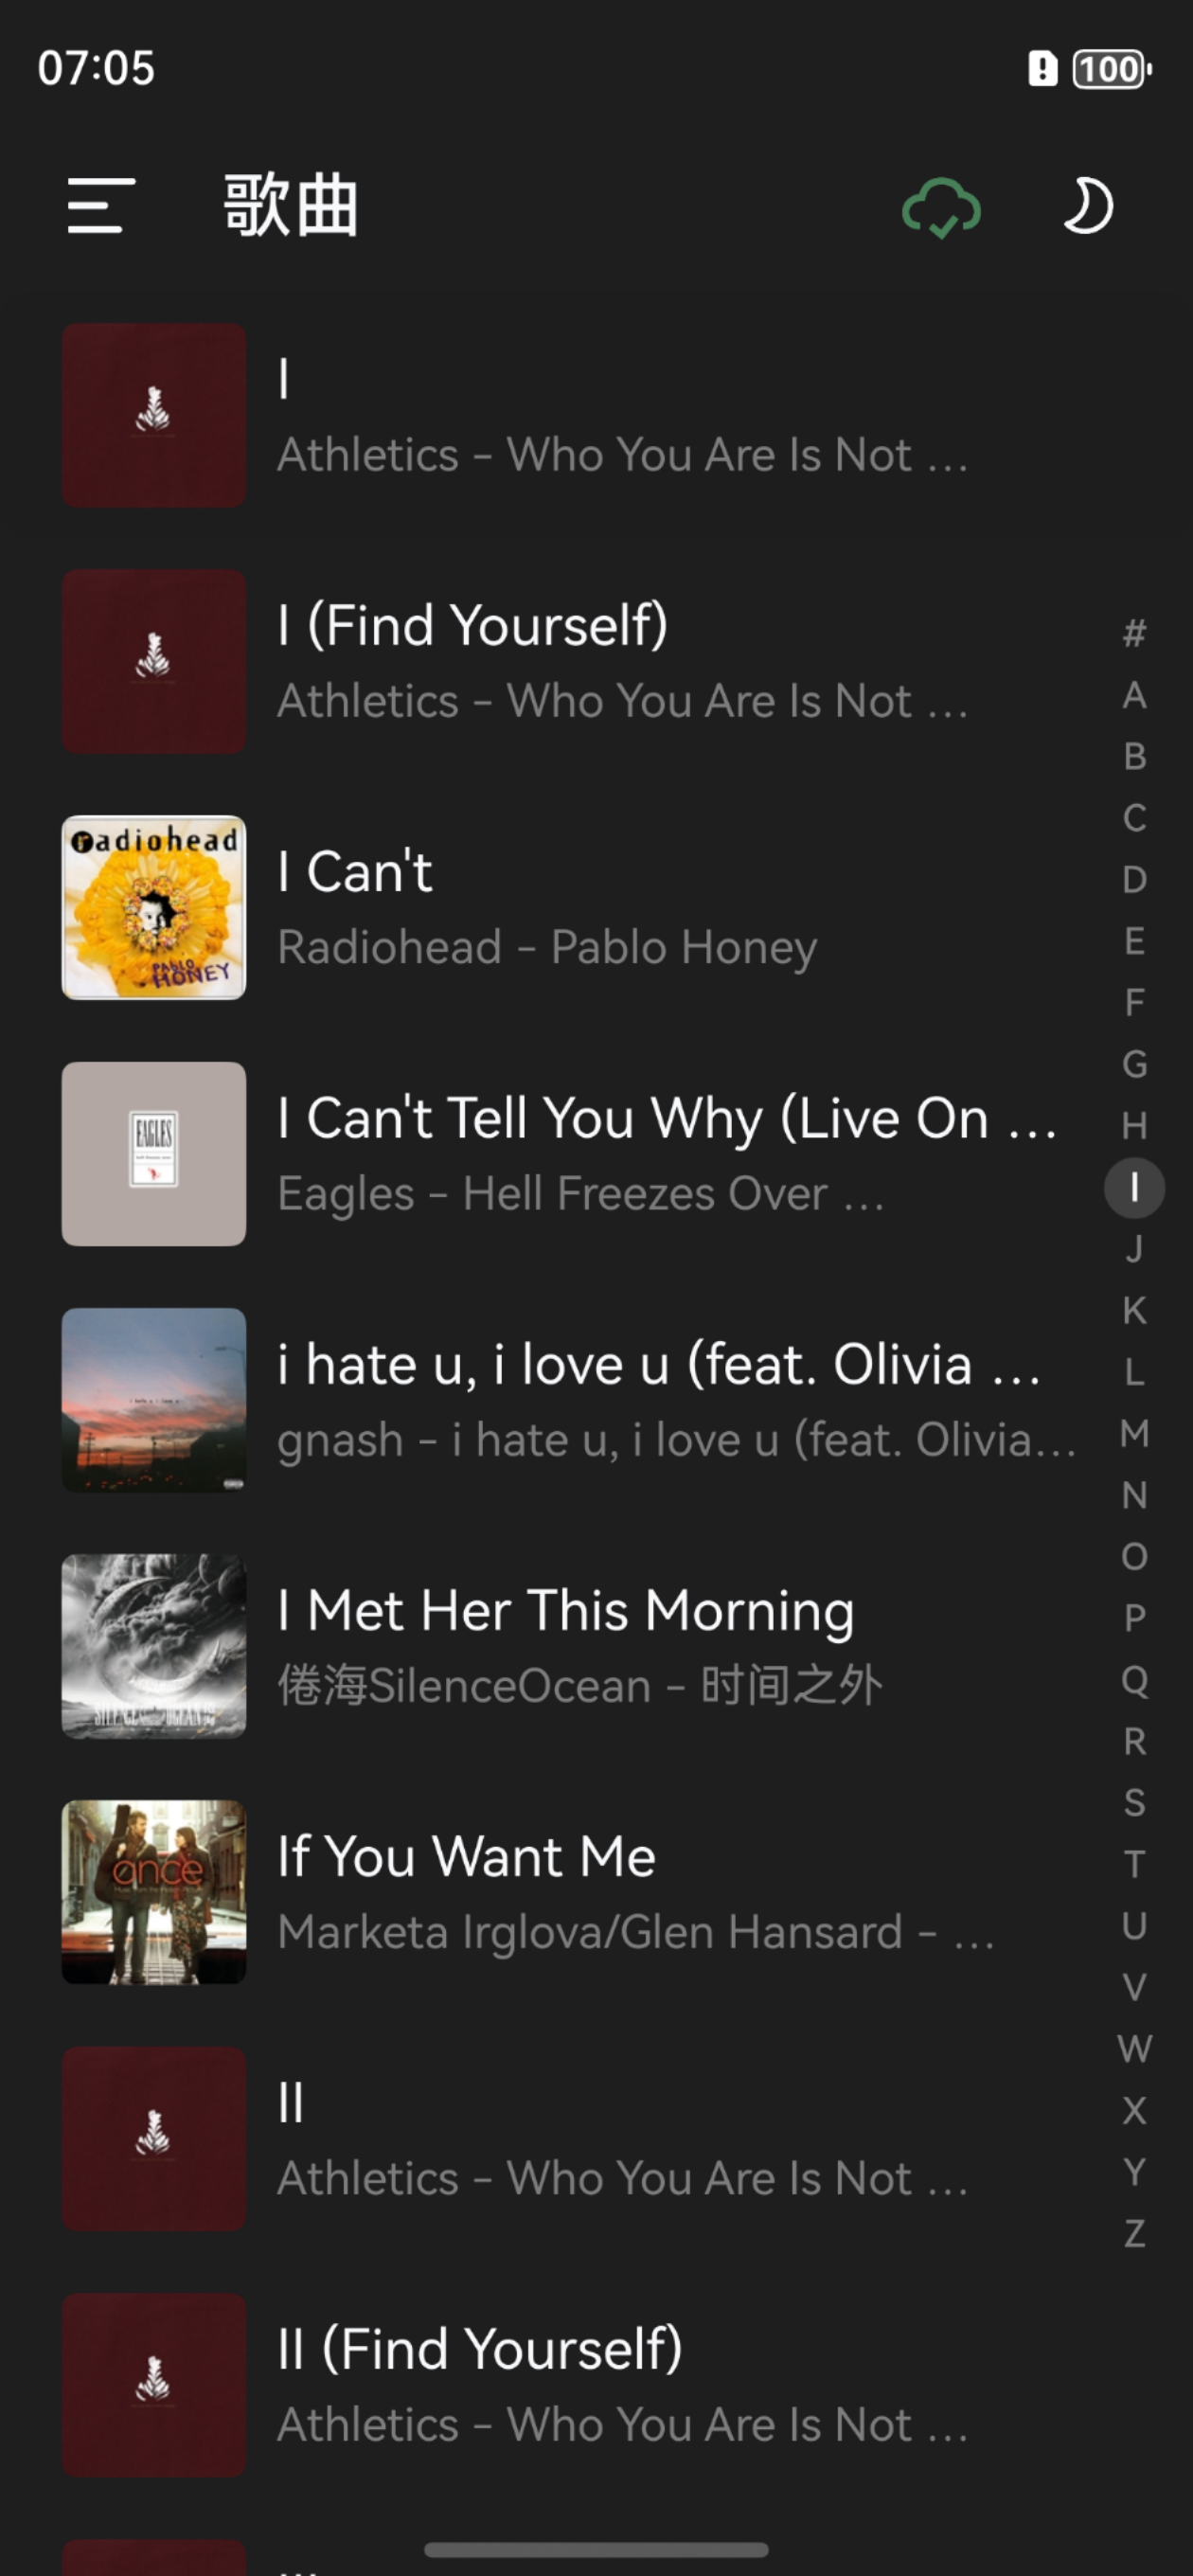 07:05
100
歌曲
I
Athletics – Who You Are Is Not …
I (Find Yourself)
Athletics – Who You Are Is Not …
radiohead
PABLO
HONEY
I Can't
Radiohead – Pablo Honey
EAGLES
I Can't Tell You Why (Live On …
Eagles – Hell Freezes Over …
i hate u, i love u (feat. Olivia …
gnash – i hate u, i love u (feat. Olivia…
I Met Her This Morning
倦海SilenceOcean – 时间之外
once
If You Want Me
Marketa Irglova/Glen Hansard – …
II
Athletics – Who You Are Is Not …
II (Find Yourself)
Athletics – Who You Are Is Not …
#
A
B
C
D
E
F
G
H
I
J
K
L
M
N
O
P
Q
R
S
T
U
V
W
X
Y
Z